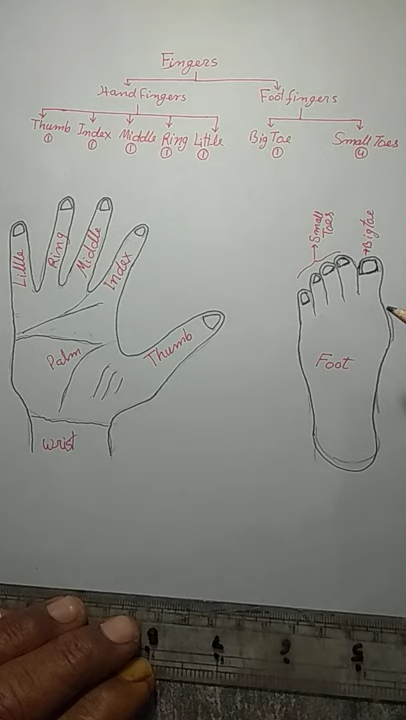 Fingers
Hand Fingers
Foot fingers
Thumb Index Middle Ring Little
Big Toe Small Toes
1 1 1 1 1
1 4
Small Toes
Big Toe
Little Ring Middle Index
Thumb
Palm
Foot
Wrist